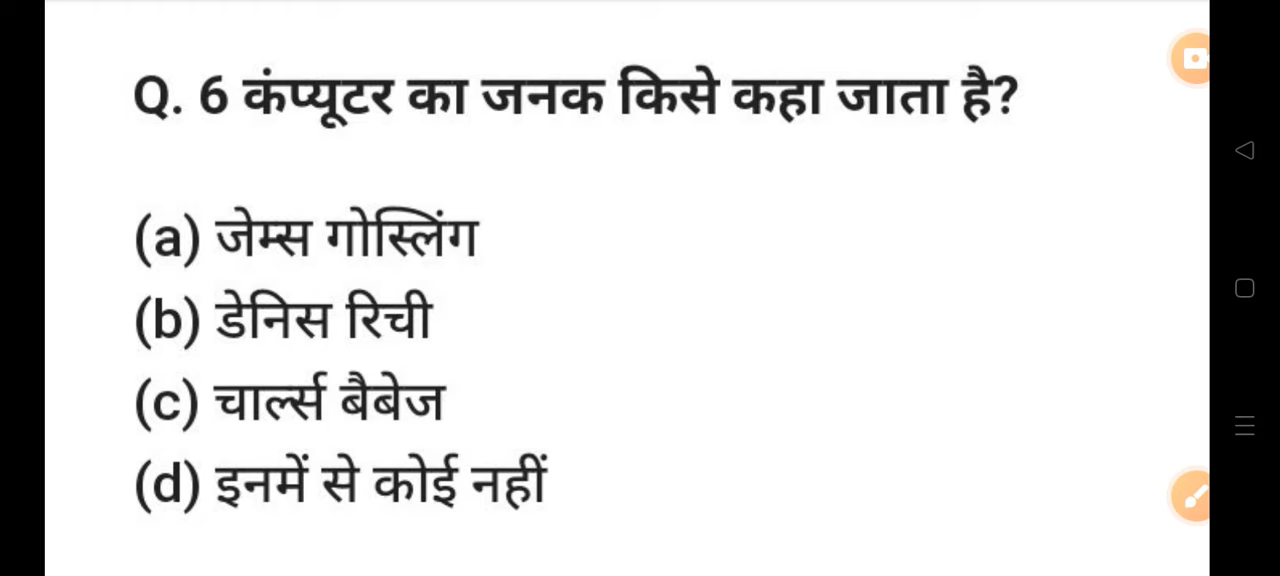 Q. 6 कंप्यूटर का जनक किसे कहा जाता है?
(a) जेम्स गोस्लिंग
(b) डेनिस रिची
(c) चार्ल्स बैबेज
(d) इनमें से कोई नहीं